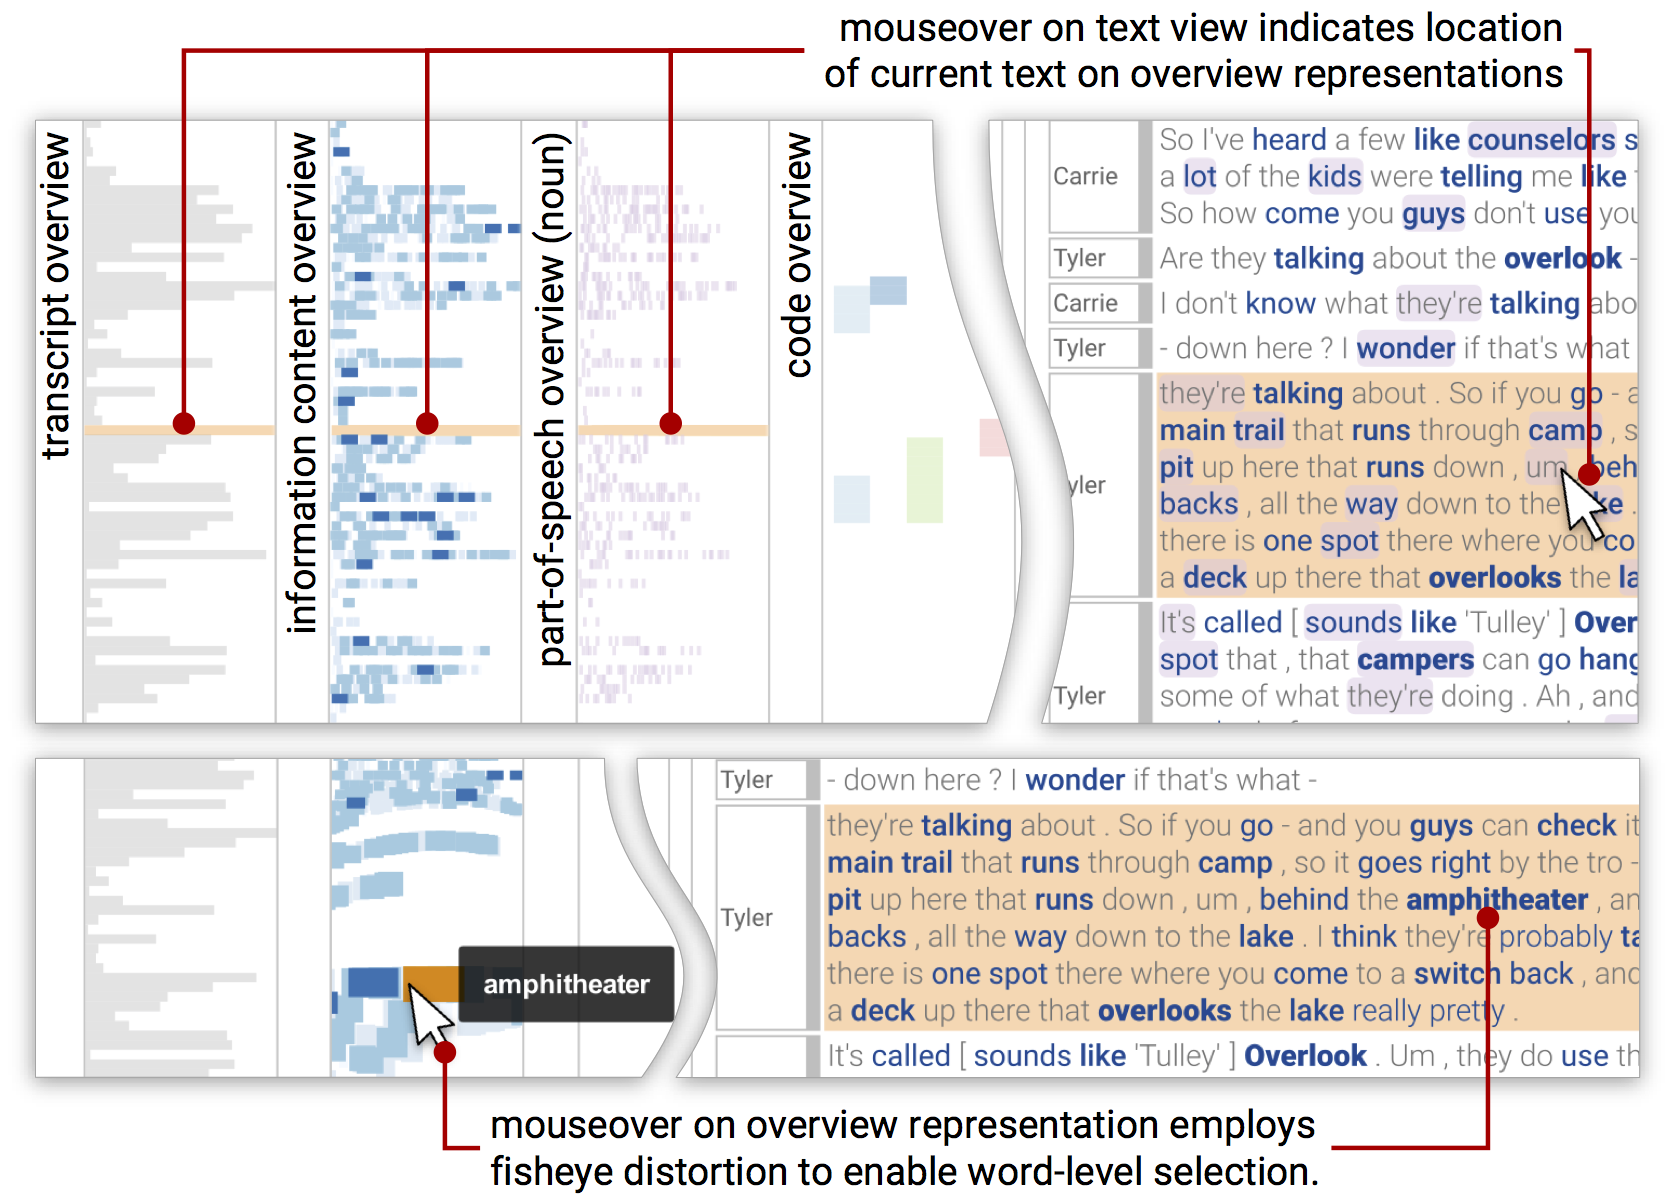 mouseover on text view indicates location
of current text on overview representations
transcript overview
information content overview
part-of-speech overview (noun)
code overview
Carrie
So I've heard a few like counselors s
a lot of the kids were telling me like
So how come you guys don't use you
Tyler
Are they talking about the overlook -
Carrie
I don't know what they're talking abo
Tyler
- down here ? I wonder if that's what
yler
they're talking about . So if you go - a
main trail that runs through camp , s
pit up here that runs down , um, beh
backs , all the way down to the ke .
there is one spot there where you co
a deck up there that overlooks the la
Tyler
It's called [ sounds like 'Tulley' ] Over
spot that , that campers can go hang
some of what they're doing . Ah , and
Tyler
- down here ? I wonder if that's what -
Tyler
they're talking about . So if you go - and you guys can check it
main trail that runs through camp , so it goes right by the tro -
pit up here that runs down , um , behind the amphitheater , an
backs , all the way down to the lake . I think they're probably ta
there is one spot there where you come to a switch back , and
a deck up there that overlooks the lake really pretty .
It's called [ sounds like 'Tulley' ] Overlook . Um , they do use th
amphitheater
mouseover on overview representation employs
fisheye distortion to enable word-level selection.